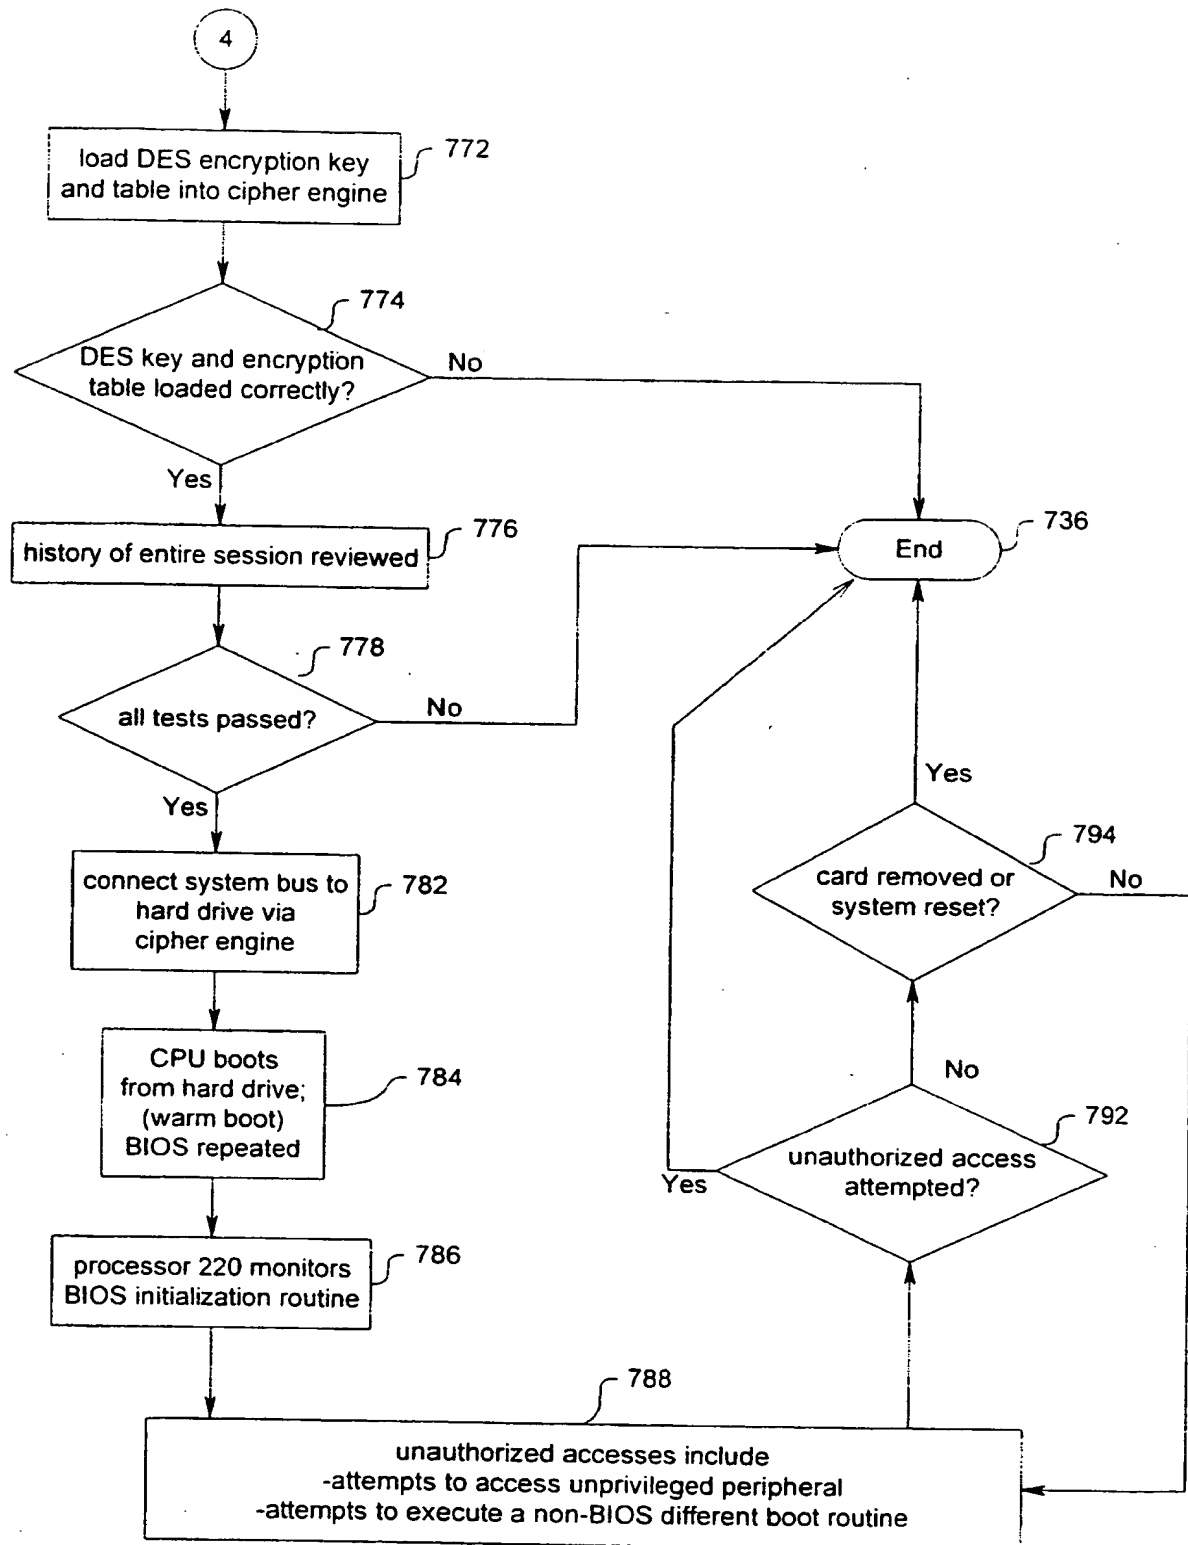 4
load DES encryption key
and table into cipher engine
772
774
DES key and encryption
table loaded correctly?
No
Yes
history of entire session reviewed
776
End
736
778
all tests passed?
No
Yes
Yes
794
card removed or
system reset?
No
connect system bus to
hard drive via
cipher engine
782
CPU boots
from hard drive;
(warm boot)
BIOS repeated
784
No
792
unauthorized access
attempted?
Yes
processor 220 monitors
BIOS initialization routine
786
788
unauthorized accesses include
-attempts to access unprivileged peripheral
-attempts to execute a non-BIOS different boot routine